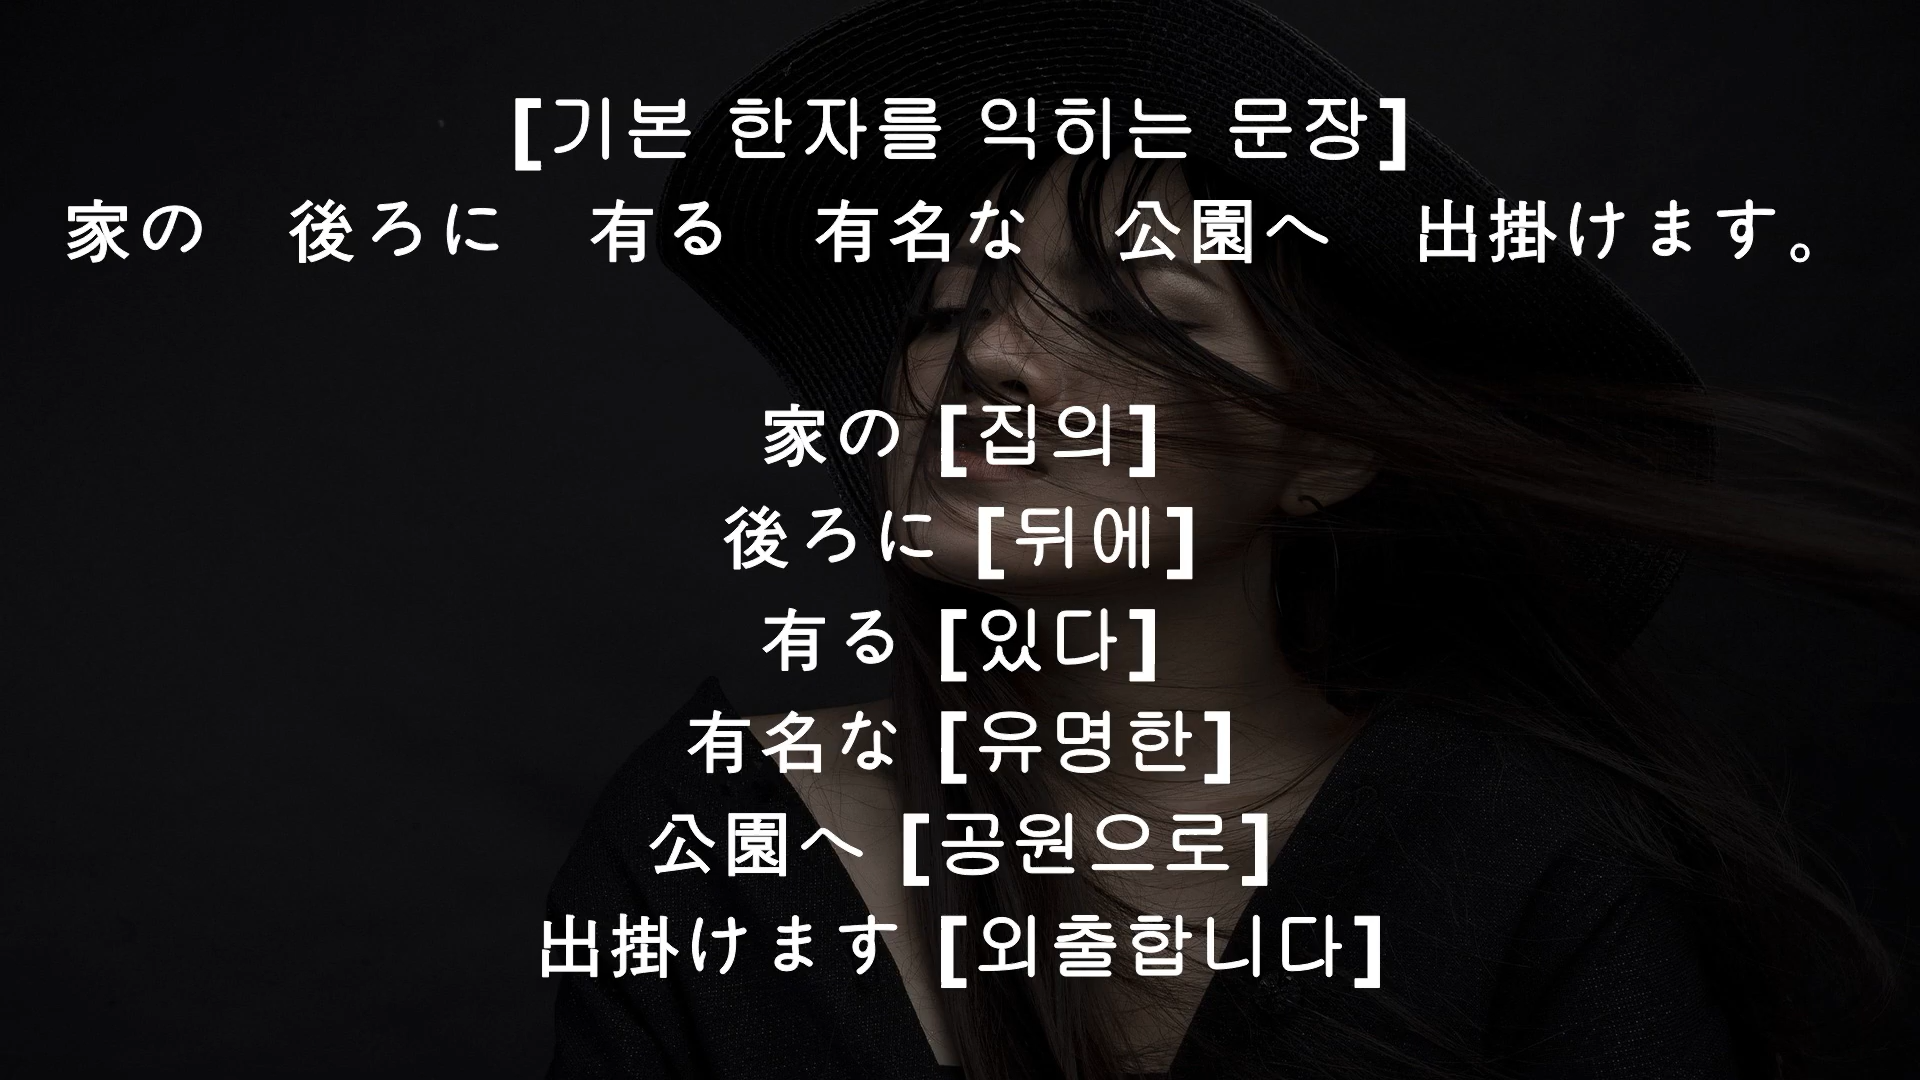 [기본 한자를 익히는 문장]
家の　後ろに　有る　有名な　公園へ　出掛けます。
家の [집의]
後ろに [뒤에]
有る [있다]
有名な [유명한]
公園へ [공원으로]
出掛けます [외출합니다]